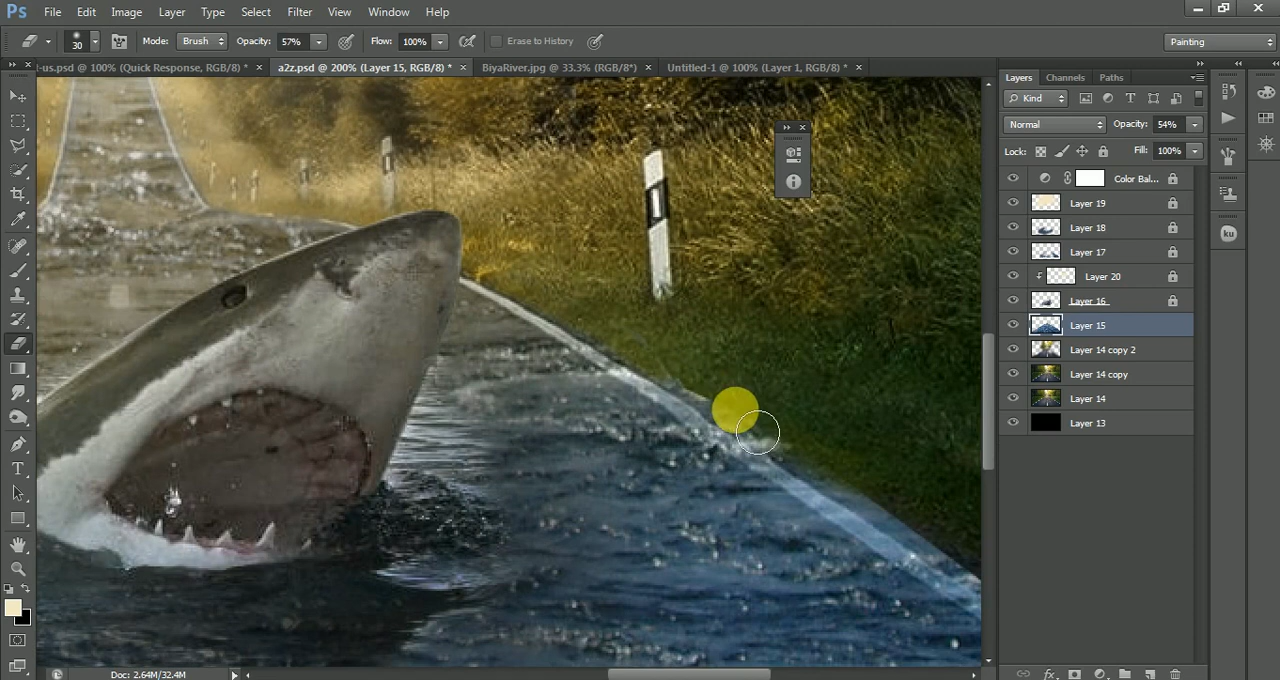 Ps File Edit Image Layer Type Select Filter View Window Help
30 Mode: Brush Opacity: 57% Flow: 100% Erase to History Painting
-us.psd @ 100% (Quick Response, RGB/8) * × a2z.psd @ 200% (Layer 15, RGB/8) * × BiyaRiver.jpg @ 33.3% (RGB/8*) × Untitled-1 @ 100% (Layer 1, RGB/8) * ×
Layers Channels Paths
Kind
Normal Opacity: 54%
Lock: Fill: 100%
Color Bal...
Layer 19
Layer 18
Layer 17
Layer 20
Layer 16
Layer 15
Layer 14 copy 2
Layer 14 copy
Layer 14
Layer 13
ku
fx
Doc: 2.64M/32.4M